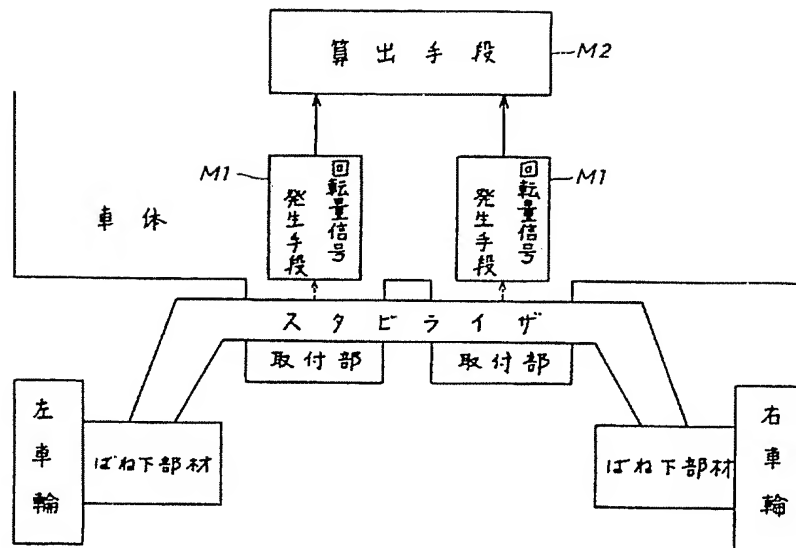 算出手段
M2
M1
回転量信号
発生手段
M1
回転量信号
発生手段
車体
スタビライザ
取付部
取付部
左車輪
ばね下部材
ばね下部材
右車輪